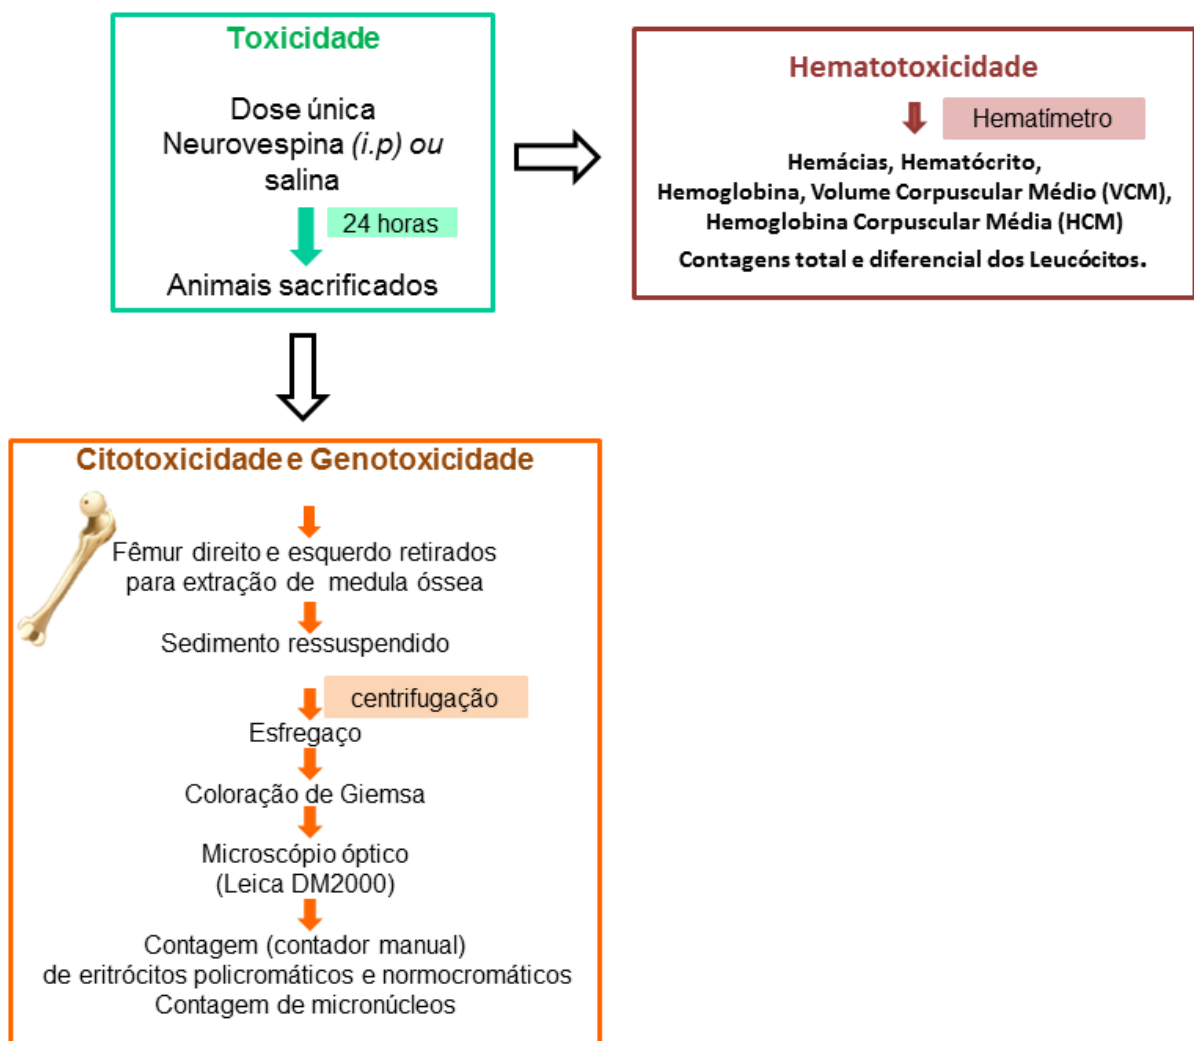 Toxicidade
Dose única
Neurovespina (i.p) ou
salina
24 horas
Animais sacrificados
Hematotoxicidade
Hematímetro
Hemácias, Hematócrito,
Hemoglobina, Volume Corpuscular Médio (VCM),
Hemoglobina Corpuscular Média (HCM)
Contagens total e diferencial dos Leucócitos.
Citotoxicidade e Genotoxicidade
Fêmur direito e esquerdo retirados
para extração de medula óssea
Sedimento ressuspendido
centrifugação
Esfregaço
Coloração de Giemsa
Microscópio óptico
(Leica DM2000)
Contagem (contador manual)
de eritrócitos policromáticos e normocromáticos
Contagem de micronúcleos